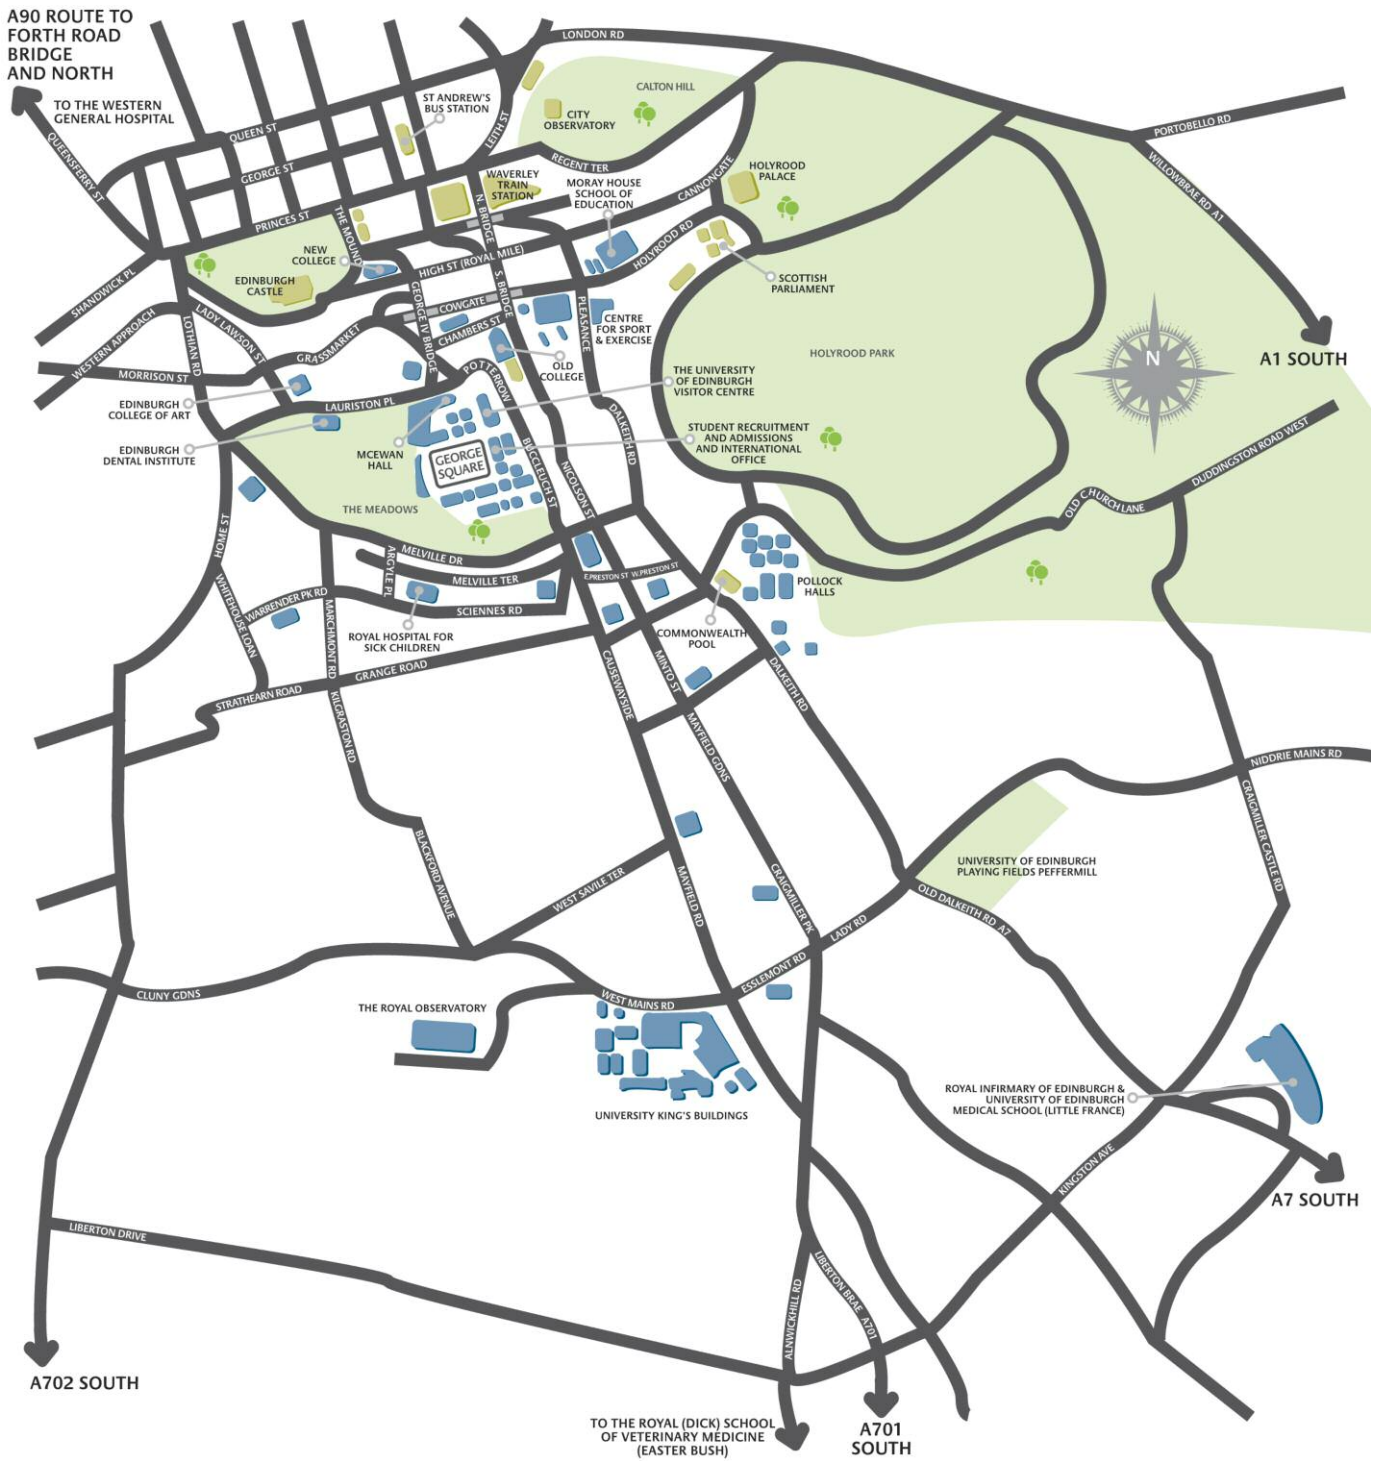 A90 ROUTE TO
FORTH ROAD
BRIDGE
AND NORTH
TO THE WESTERN
GENERAL HOSPITAL
QUEENSFERRY ST
QUEEN ST
GEORGE ST
PRINCES ST
ST ANDREW'S
BUS STATION
LEITH ST
LONDON RD
CALTON HILL
CITY
OBSERVATORY
REGENT TER
WAVERLEY
TRAIN
STATION
MORAY HOUSE
SCHOOL OF
EDUCATION
CANNONGATE
HOLYROOD
PALACE
PORTOBELLO RD
WILLOWBRAE RD A1
A1 SOUTH
THE MOUND
NEW
COLLEGE
EDINBURGH
CASTLE
N. BRIDGE
HIGH ST (ROYAL MILE)
HOLYROOD RD
SCOTTISH
PARLIAMENT
SHANDWICK PL
WESTERN APPROACH
LOTHIAN RD
LADY LAWSON ST
GRASSMARKET
GEORGE IV BRIDGE
COWGATE
CHAMBERS ST
S. BRIDGE
PLEASANCE
CENTRE
FOR SPORT
& EXERCISE
OLD
COLLEGE
HOLYROOD PARK
N
MORRISON ST
EDINBURGH
COLLEGE OF ART
LAURISTON PL
POTTERROW
THE UNIVERSITY
OF EDINBURGH
VISITOR CENTRE
EDINBURGH
DENTAL INSTITUTE
MCEWAN
HALL
GEORGE
SQUARE
BUCCLEUCH ST
NICOLSON ST
DALKEITH RD
STUDENT RECRUITMENT
AND ADMISSIONS
AND INTERNATIONAL
OFFICE
DUDDINGSTON ROAD WEST
OLD CHURCH LANE
THE MEADOWS
HOME ST
MELVILLE DR
ARGYLE PL
MELVILLE TER
E.PRESTON ST
W.PRESTON ST
POLLOCK
HALLS
WHITEHOUSE LOAN
WARRENDER PK RD
MARCHMONT RD
SCIENNES RD
ROYAL HOSPITAL FOR
SICK CHILDREN
COMMONWEALTH
POOL
GRANGE ROAD
STRATHEARN ROAD
KILGRASTON RD
CAUSEWAYSIDE
MINTO ST
DALKEITH RD
MAYFIELD GDNS
NIDDRIE MAINS RD
CRAIGMILLER CASTLE RD
BLACKFORD AVENUE
WEST SAVILE TER
MAYFIELD RD
CRAIGMILLER PK
UNIVERSITY OF EDINBURGH
PLAYING FIELDS PEFFERMILL
LADY RD
OLD DALKEITH RD A7
CLUNY GDNS
ESSLEMONT RD
WEST MAINS RD
THE ROYAL OBSERVATORY
UNIVERSITY KING'S BUILDINGS
ROYAL INFIRMARY OF EDINBURGH &
UNIVERSITY OF EDINBURGH
MEDICAL SCHOOL (LITTLE FRANCE)
KINGSTON AVE
A7 SOUTH
LIBERTON DRIVE
ALNWICKHILL RD
LIBERTON BRAE A701
A702 SOUTH
TO THE ROYAL (DICK) SCHOOL
OF VETERINARY MEDICINE
(EASTER BUSH)
A701
SOUTH